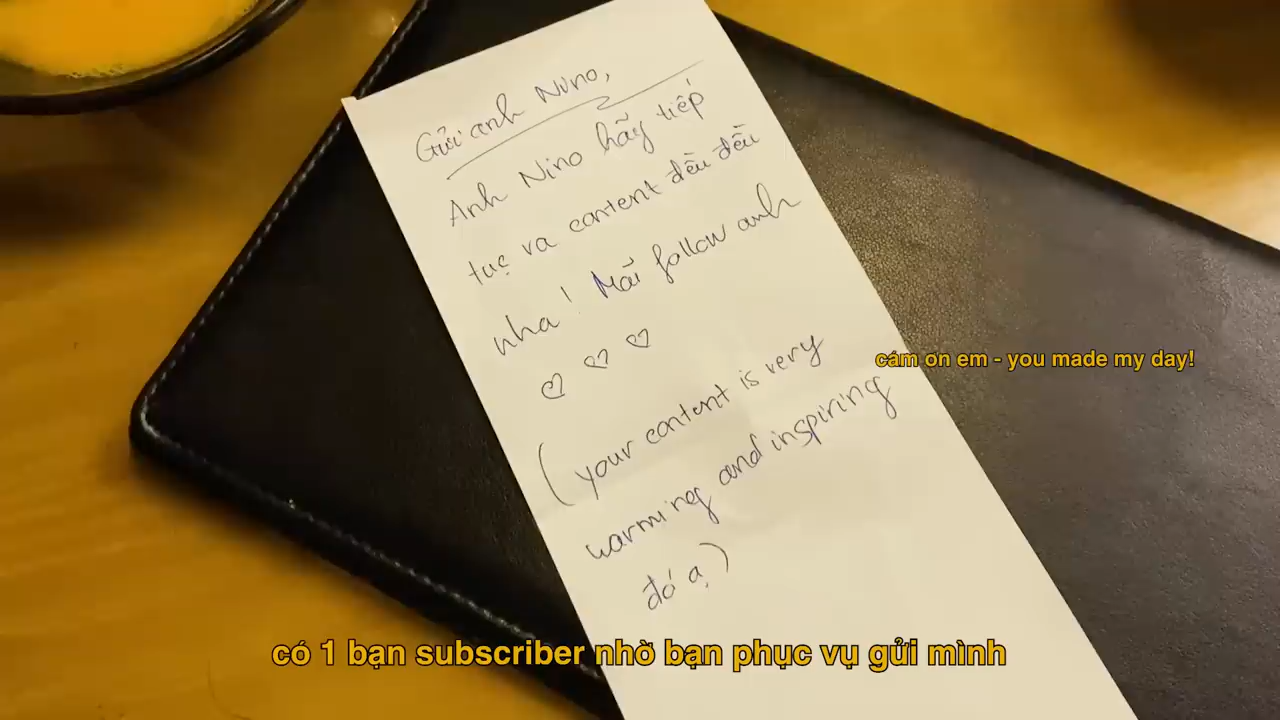 Gửi anh Nino,
Anh Nino hãy tiếp
tục ra content đều đều
nha! Mãi follow anh
♡ ♡ ♡
(your content is very
warming and inspiring
đó ạ)
cám ơn em - you made my day!
có 1 bạn subscriber nhờ bạn phục vụ gửi mình